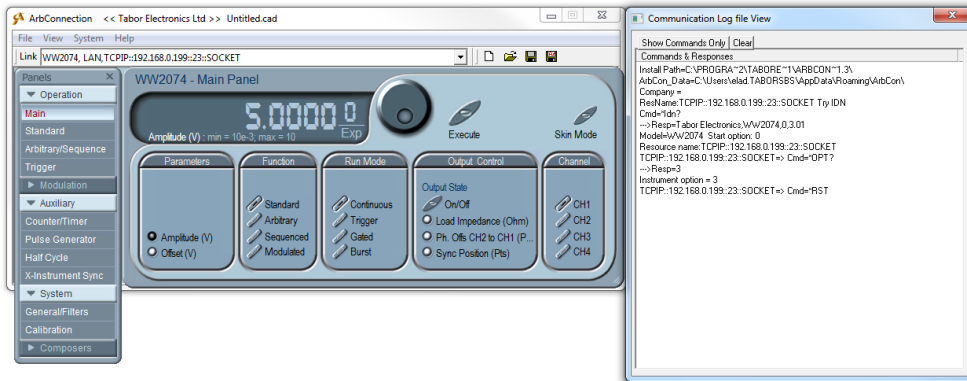 ArbConnection << Tabor Electronics Ltd >> Untitled.cad
File View System Help
Link WW2074, LAN,TCPIP::192.168.0.199::23::SOCKET
Panels
Operation
Main
Standard
Arbitrary/Sequence
Trigger
Modulation
Auxiliary
Counter/Timer
Pulse Generator
Half Cycle
X-Instrument Sync
System
General/Filters
Calibration
Composers
WW2074 - Main Panel
5.0000 0
Amplitude (V) : min = 10e-3; max = 10 Exp
Execute
Skin Mode
Parameters
Amplitude (V)
Offset (V)
Function
Standard
Arbitrary
Sequenced
Modulated
Run Mode
Continuous
Trigger
Gated
Burst
Output Control
Output State
On/Off
Load Impedance (Ohm)
Ph. Offs CH2 to CH1 (P...
Sync Position (Pts)
Channel
CH1
CH2
CH3
CH4
Communication Log file View
Show Commands Only Clear
Commands & Responses
Install Path=C:\PROGRA~2\TABORE~1\ARBCON~1.3\
ArbCon_Data=C:\Users\elad.TABORSBS\AppData\Roaming\ArbCon\
Company =
ResName:TCPIP::192.168.0.199::23::SOCKET Try IDN
Cmd=*Idn?
-->Resp=Tabor Electronics,WW2074,0,3.01
Model=WW2074 Start option: 0
Resource name:TCPIP::192.168.0.199::23::SOCKET
TCPIP::192.168.0.199::23::SOCKET=> Cmd=*OPT?
-->Resp=3
Instrument option = 3
TCPIP::192.168.0.199::23::SOCKET=> Cmd=*RST